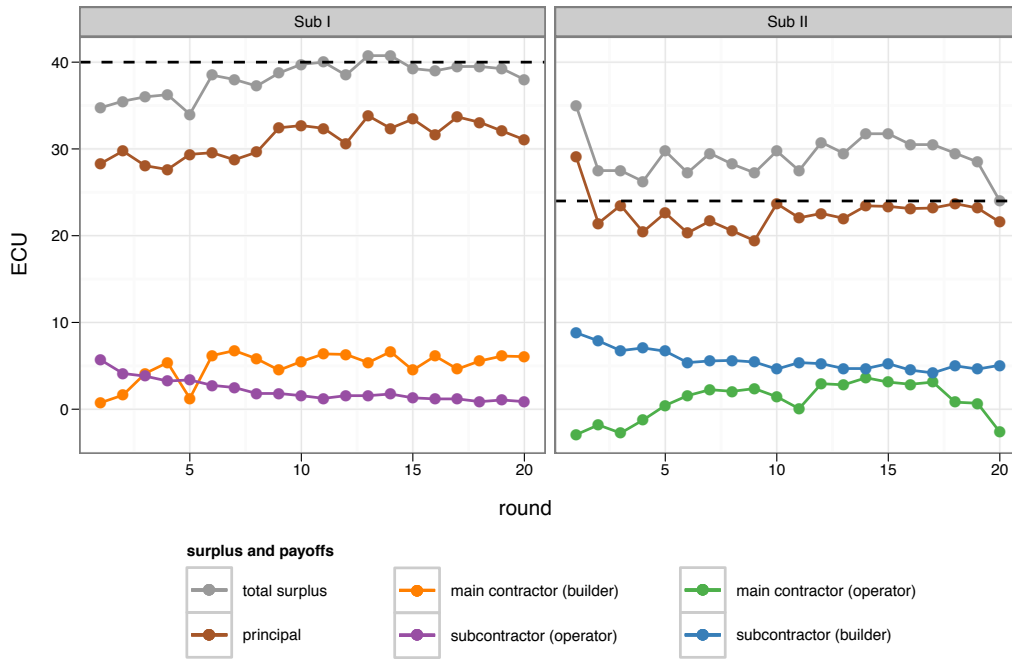 Sub I
Sub II
40
30
20
10
0
ECU
5
10
15
20
5
10
15
20
round
surplus and payoffs
total surplus
main contractor (builder)
main contractor (operator)
principal
subcontractor (operator)
subcontractor (builder)